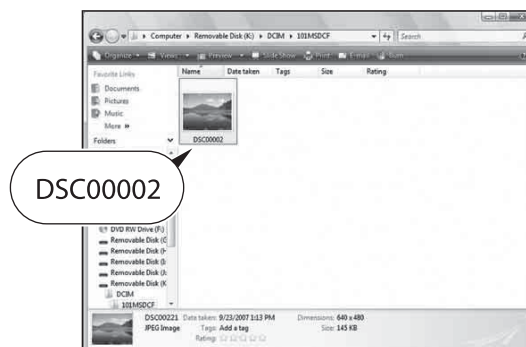 Computer ▸ Removable Disk (K:) ▸ DCIM ▸ 101MSDCF
Search
Organize Views Preview Slide Show Print E-mail Burn
Favorite Links
Name Date taken Tags Size Rating
Documents
Pictures
Music
More »
Folders
DSC00002
DSC00002
DVD RW Drive (F:)
Removable Disk (G
Removable Disk (H
Removable Disk (I:
Removable Disk (J:
Removable Disk (K
DCIM
101MSDCF
DSC00221 Date taken: 9/23/2007 1:13 PM Dimensions: 640 x 480
JPEG Image Tags: Add a tag Size: 145 KB
Rating: